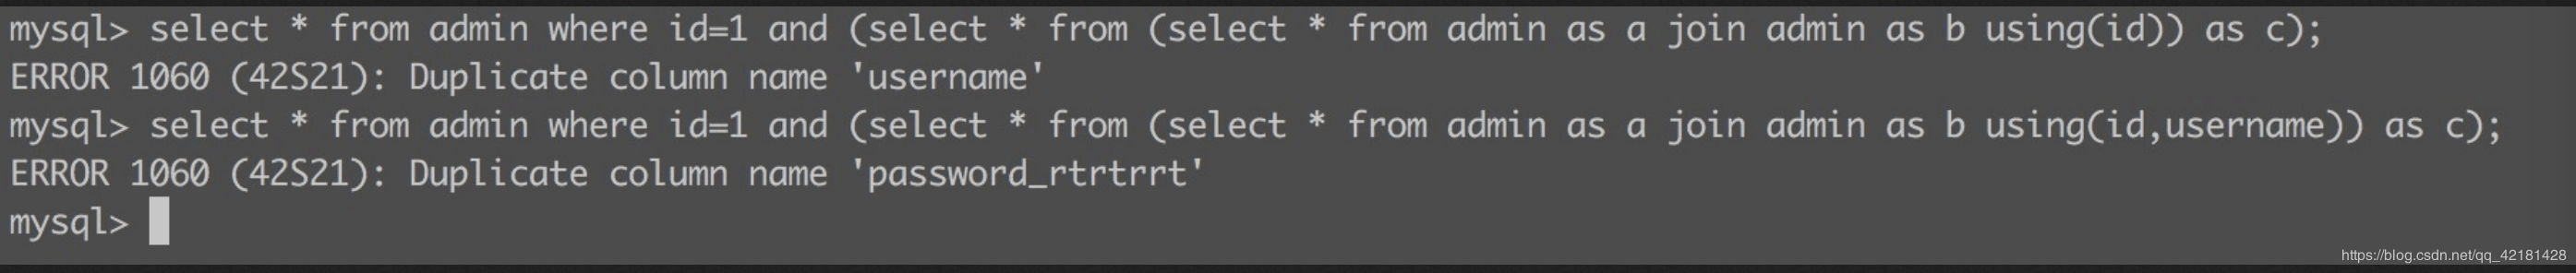 mysql> select * from admin where id=1 and (select * from (select * from admin as a join admin as b using(id)) as c);
ERROR 1060 (42S21): Duplicate column name 'username'
mysql> select * from admin where id=1 and (select * from (select * from admin as a join admin as b using(id,username)) as c);
ERROR 1060 (42S21): Duplicate column name 'password_rtrtrrt'
mysql>
https://blog.csdn.net/qq_42181428